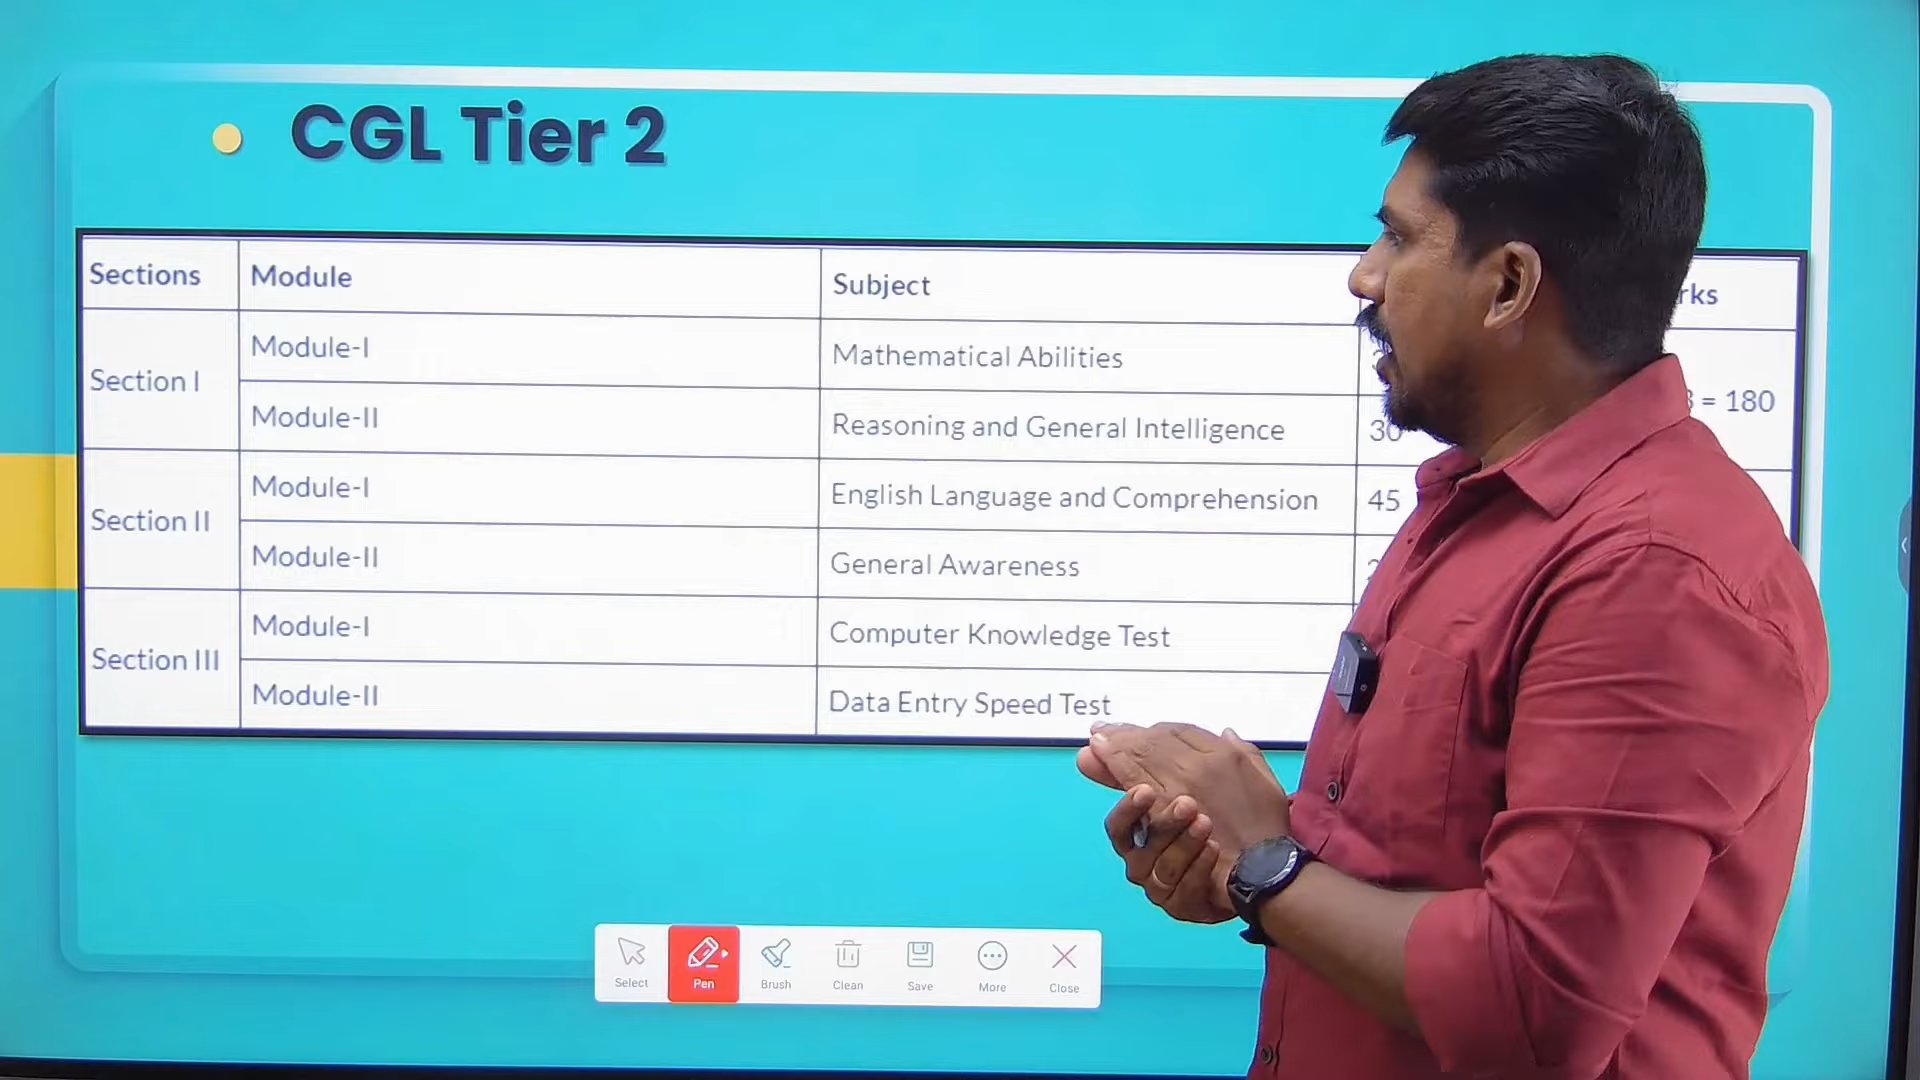 CGL Tier 2
Sections Module Subject
Section I Module-I Mathematical Abilities
Module-II Reasoning and General Intelligence 30 = 180
Section II Module-I English Language and Comprehension 45
Module-II General Awareness
Section III Module-I Computer Knowledge Test
Module-II Data Entry Speed Test
Select Pen Brush Clean Save More Close